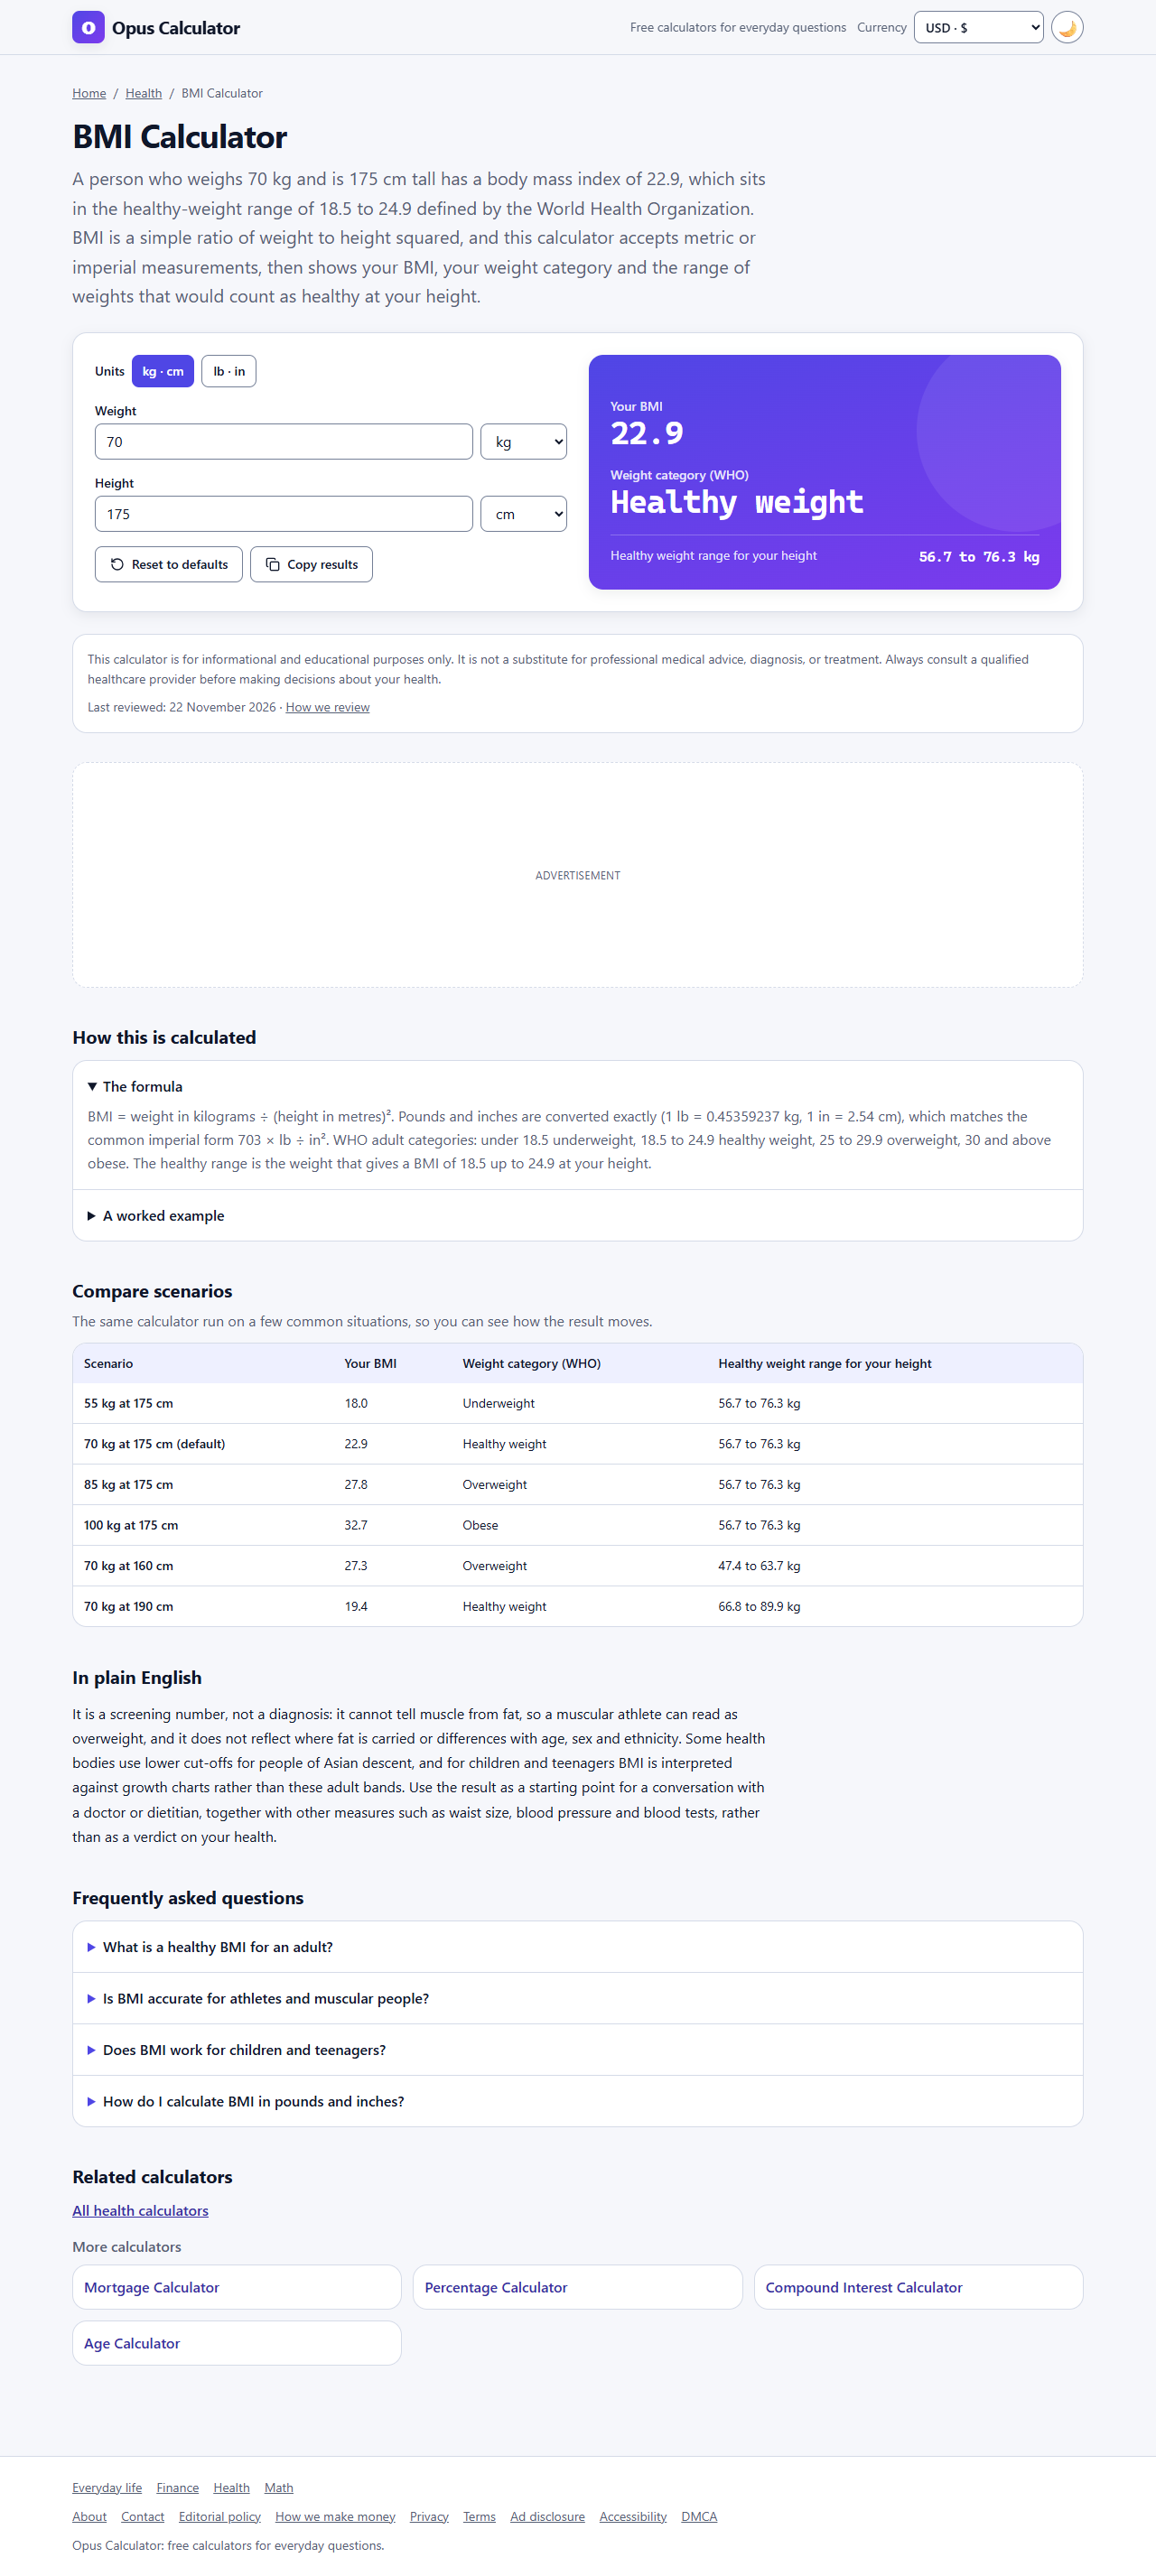 Opus Calculator
Free calculators for everyday questions
Currency
USD · $
Home / Health / BMI Calculator
BMI Calculator
A person who weighs 70 kg and is 175 cm tall has a body mass index of 22.9, which sits
in the healthy-weight range of 18.5 to 24.9 defined by the World Health Organization.
BMI is a simple ratio of weight to height squared, and this calculator accepts metric or
imperial measurements, then shows your BMI, your weight category and the range of
weights that would count as healthy at your height.
Units
kg · cm
lb · in
Weight
70
kg
Height
175
cm
Reset to defaults
Copy results
Your BMI
22.9
Weight category (WHO)
Healthy weight
Healthy weight range for your height
56.7 to 76.3 kg
This calculator is for informational and educational purposes only. It is not a substitute for professional medical advice, diagnosis, or treatment. Always consult a qualified
healthcare provider before making decisions about your health.
Last reviewed: 22 November 2026 · How we review
ADVERTISEMENT
How this is calculated
The formula
BMI = weight in kilograms ÷ (height in metres)². Pounds and inches are converted exactly (1 lb = 0.45359237 kg, 1 in = 2.54 cm), which matches the
common imperial form 703 × lb ÷ in². WHO adult categories: under 18.5 underweight, 18.5 to 24.9 healthy weight, 25 to 29.9 overweight, 30 and above
obese. The healthy range is the weight that gives a BMI of 18.5 up to 24.9 at your height.
A worked example
Compare scenarios
The same calculator run on a few common situations, so you can see how the result moves.
Scenario Your BMI Weight category (WHO) Healthy weight range for your height
55 kg at 175 cm 18.0 Underweight 56.7 to 76.3 kg
70 kg at 175 cm (default) 22.9 Healthy weight 56.7 to 76.3 kg
85 kg at 175 cm 27.8 Overweight 56.7 to 76.3 kg
100 kg at 175 cm 32.7 Obese 56.7 to 76.3 kg
70 kg at 160 cm 27.3 Overweight 47.4 to 63.7 kg
70 kg at 190 cm 19.4 Healthy weight 66.8 to 89.9 kg
In plain English
It is a screening number, not a diagnosis: it cannot tell muscle from fat, so a muscular athlete can read as
overweight, and it does not reflect where fat is carried or differences with age, sex and ethnicity. Some health
bodies use lower cut-offs for people of Asian descent, and for children and teenagers BMI is interpreted
against growth charts rather than these adult bands. Use the result as a starting point for a conversation with
a doctor or dietitian, together with other measures such as waist size, blood pressure and blood tests, rather
than as a verdict on your health.
Frequently asked questions
What is a healthy BMI for an adult?
Is BMI accurate for athletes and muscular people?
Does BMI work for children and teenagers?
How do I calculate BMI in pounds and inches?
Related calculators
All health calculators
More calculators
Mortgage Calculator
Percentage Calculator
Compound Interest Calculator
Age Calculator
Everyday life Finance Health Math
About Contact Editorial policy How we make money Privacy Terms Ad disclosure Accessibility DMCA
Opus Calculator: free calculators for everyday questions.